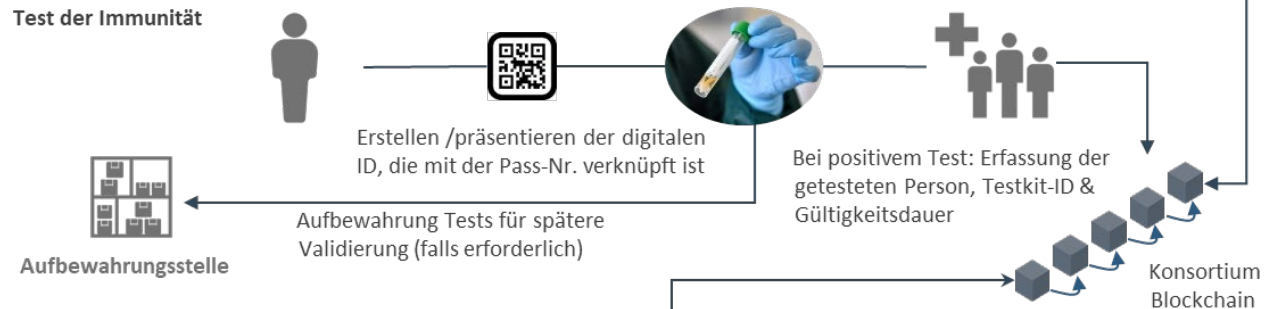 Test der Immunität
Erstellen /präsentieren der digitalen
ID, die mit der Pass-Nr. verknüpft ist
Bei positivem Test: Erfassung der
getesteten Person, Testkit-ID &
Gültigkeitsdauer
Aufbewahrung Tests für spätere
Validierung (falls erforderlich)
Aufbewahrungsstelle
Konsortium
Blockchain